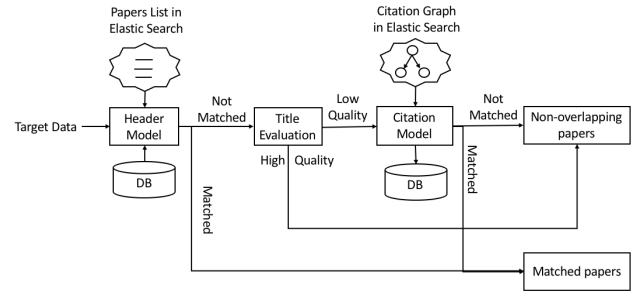 Papers List in
Elastic Search
Citation Graph
in Elastic Search
Target Data
Header
Model
Not
Matched
Title
Evaluation
Low
Quality
Citation
Model
Not
Matched
Non-overlapping
papers
High Quality
DB
DB
Matched
Matched
Matched papers